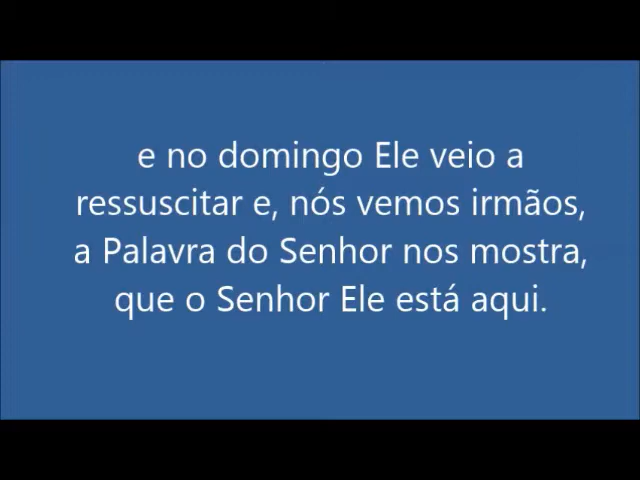 e no domingo Ele veio a
ressuscitar e, nós vemos irmãos,
a Palavra do Senhor nos mostra,
que o Senhor Ele está aqui.